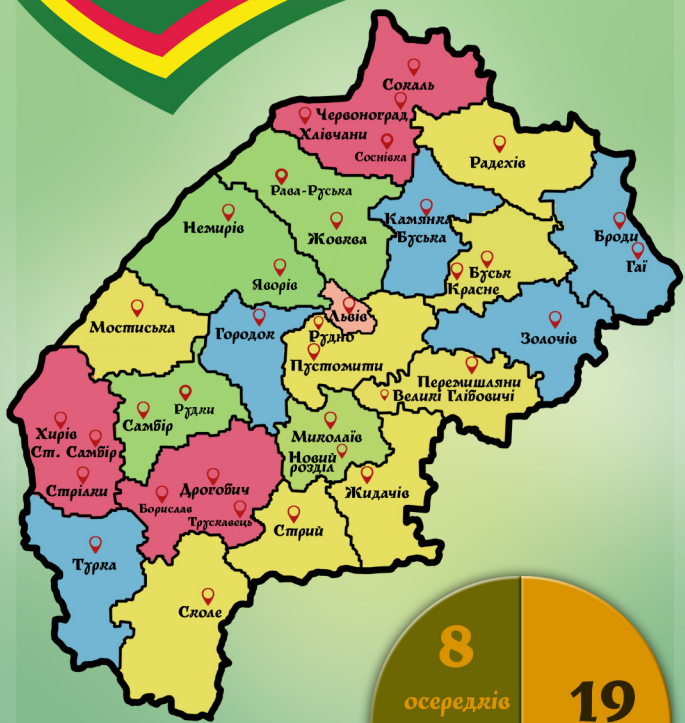 Сокаль
Червоноград
Хлівчани
Соснівка
Радехів
Рава-Руська
Немирів
Жовква
Камянка
Буська
Броди
Гаї
Буськ
Красне
Яворів
Мостиська
Городок
Львів
Рудно
Пустомити
Золочів
Перемишляни
Великі Глібовичі
Самбір
Рудки
Хирів
Ст. Самбір
Стрілки
Миколаїв
Новий
розділ
Дрогобич
Борислав
Трускавець
Жидачів
Стрий
Турка
Сколе
8
осередків
19